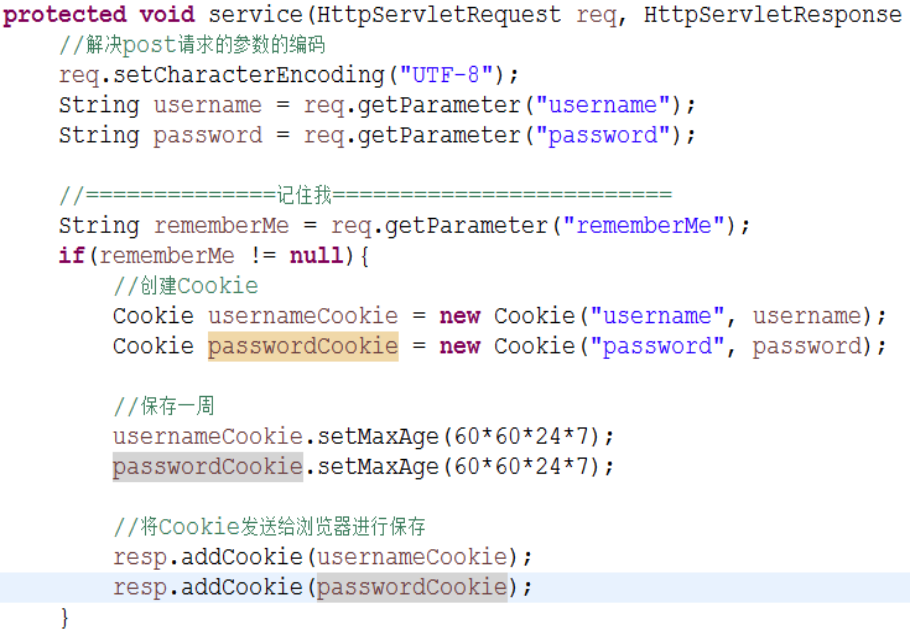 protected void service(HttpServletRequest req, HttpServletResponse
//解决post请求的参数的编码
req.setCharacterEncoding("UTF-8");
String username = req.getParameter("username");
String password = req.getParameter("password");
//==============记住我=========================
String rememberMe = req.getParameter("rememberMe");
if(rememberMe != null){
//创建Cookie
Cookie usernameCookie = new Cookie("username", username);
Cookie passwordCookie = new Cookie("password", password);
//保存一周
usernameCookie.setMaxAge(60*60*24*7);
passwordCookie.setMaxAge(60*60*24*7);
//将Cookie发送给浏览器进行保存
resp.addCookie(usernameCookie);
resp.addCookie(passwordCookie);
}